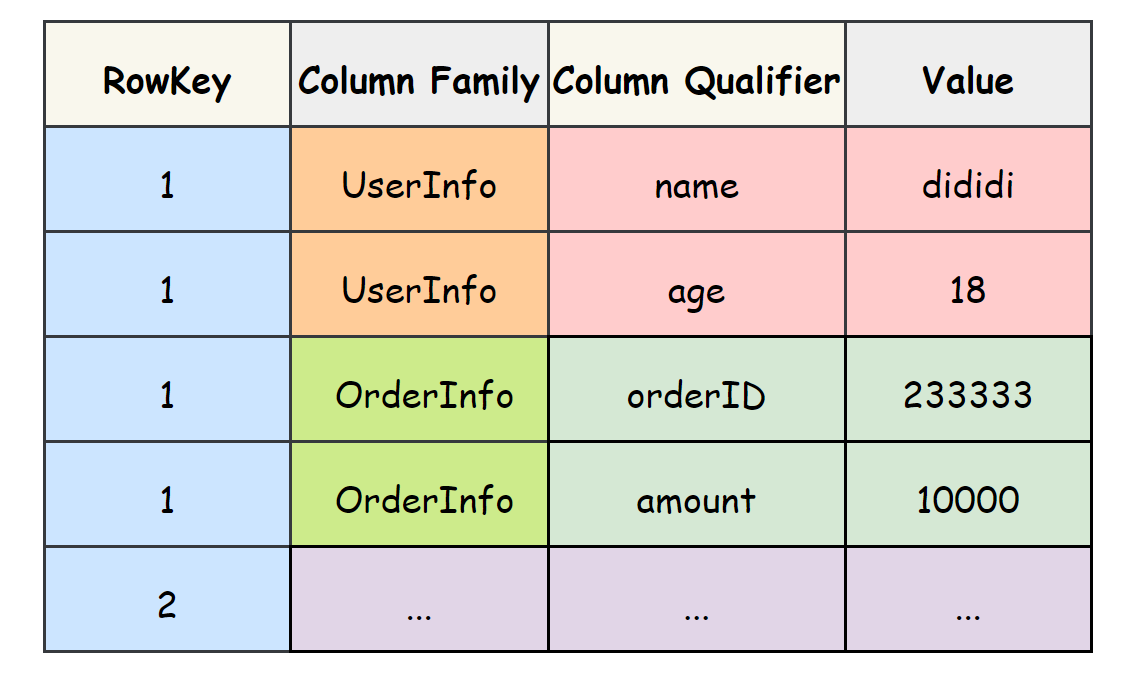 RowKey Column Family Column Qualifier Value
1 UserInfo name dididi
1 UserInfo age 18
1 OrderInfo orderID 233333
1 OrderInfo amount 10000
2 ... ... ...